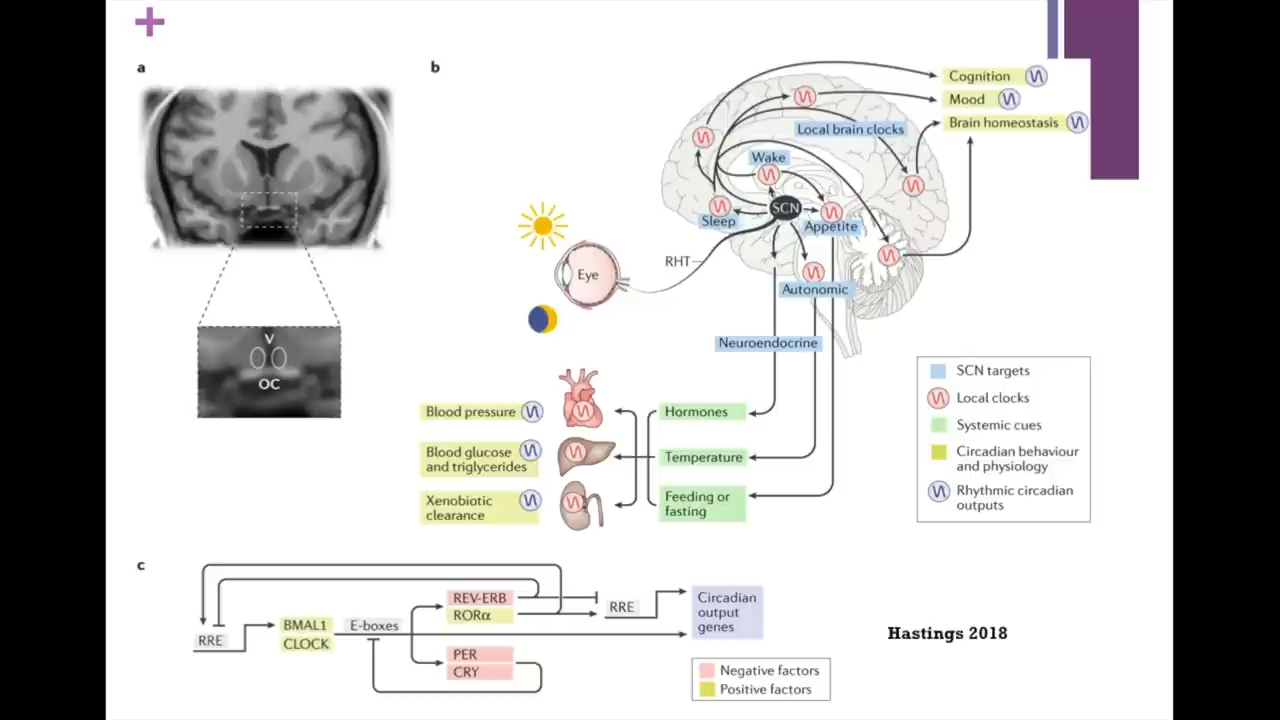 a
V
OC
b
Cognition
Mood
Brain homeostasis
Local brain clocks
Wake
SCN
Sleep
Appetite
RHT
Eye
Autonomic
Neuroendocrine
Blood pressure
Hormones
Blood glucose
and triglycerides
Temperature
Xenobiotic
clearance
Feeding or
fasting
SCN targets
Local clocks
Systemic cues
Circadian behaviour
and physiology
Rhythmic circadian
outputs
c
RRE
BMAL1
CLOCK
E-boxes
REV-ERB
RORα
PER
CRY
RRE
Circadian
output
genes
Negative factors
Positive factors
Hastings 2018